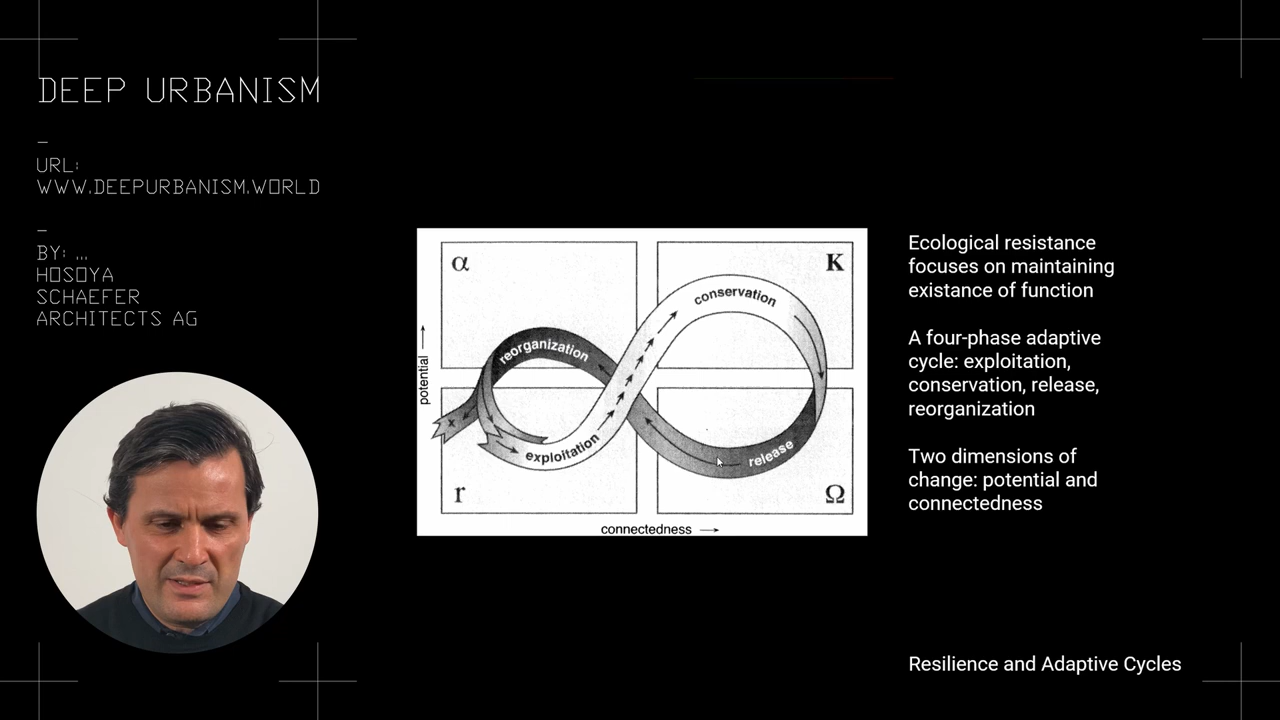 DEEP URBANISM
–
URL:
WWW.DEEPURBANISM.WORLD
–
BY: ...
HOSOYA
SCHAEFER
ARCHITECTS AG
α
K
conservation
reorganization
potential
exploitation
release
r
Ω
x
connectedness
Ecological resistance
focuses on maintaining
existance of function
A four-phase adaptive
cycle: exploitation,
conservation, release,
reorganization
Two dimensions of
change: potential and
connectedness
Resilience and Adaptive Cycles